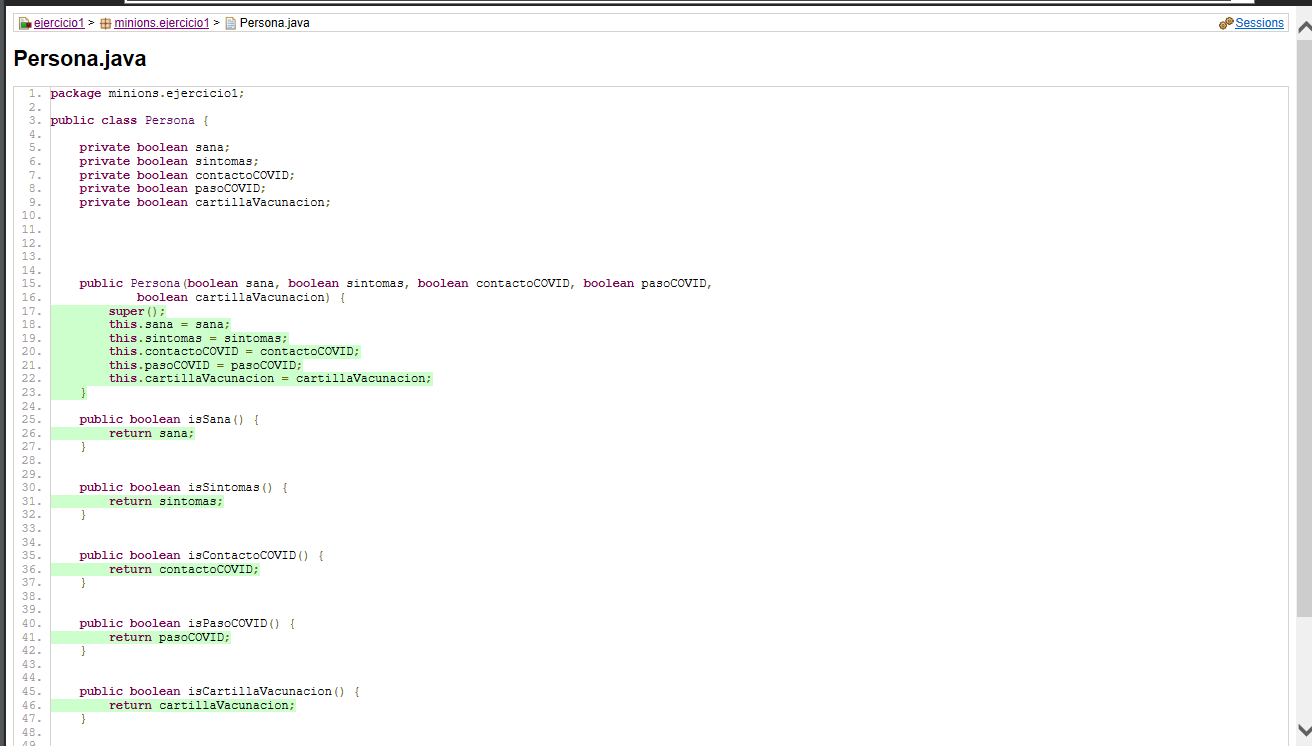 ejercicio1 > minions.ejercicio1 > Persona.java Sessions
Persona.java
1. package minions.ejercicio1;
2.
3. public class Persona {
4.
5.     private boolean sana;
6.     private boolean sintomas;
7.     private boolean contactoCOVID;
8.     private boolean pasoCOVID;
9.     private boolean cartillaVacunacion;
10.
11.
12.
13.
14.
15.     public Persona(boolean sana, boolean sintomas, boolean contactoCOVID, boolean pasoCOVID,
16.             boolean cartillaVacunacion) {
17.         super();
18.         this.sana = sana;
19.         this.sintomas = sintomas;
20.         this.contactoCOVID = contactoCOVID;
21.         this.pasoCOVID = pasoCOVID;
22.         this.cartillaVacunacion = cartillaVacunacion;
23.     }
24.
25.     public boolean isSana() {
26.         return sana;
27.     }
28.
29.
30.     public boolean isSintomas() {
31.         return sintomas;
32.     }
33.
34.
35.     public boolean isContactoCOVID() {
36.         return contactoCOVID;
37.     }
38.
39.
40.     public boolean isPasoCOVID() {
41.         return pasoCOVID;
42.     }
43.
44.
45.     public boolean isCartillaVacunacion() {
46.         return cartillaVacunacion;
47.     }
48.
49.